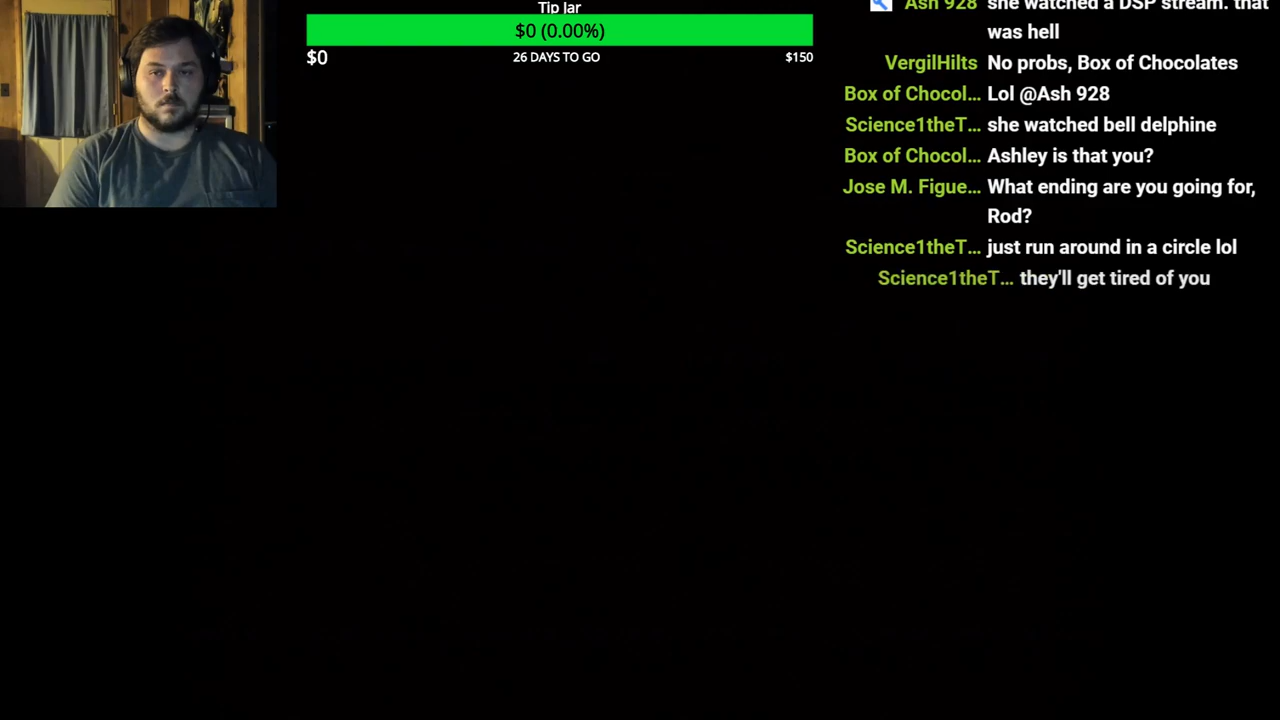 Tip Jar
$0 (0.00%)
$0
26 DAYS TO GO
$150
Ash 928 she watched a DSP stream. that
was hell
VergilHilts No probs, Box of Chocolates
Box of Chocol... Lol @Ash 928
Science1theT... she watched bell delphine
Box of Chocol... Ashley is that you?
Jose M. Figue... What ending are you going for,
Rod?
Science1theT... just run around in a circle lol
Science1theT... they'll get tired of you